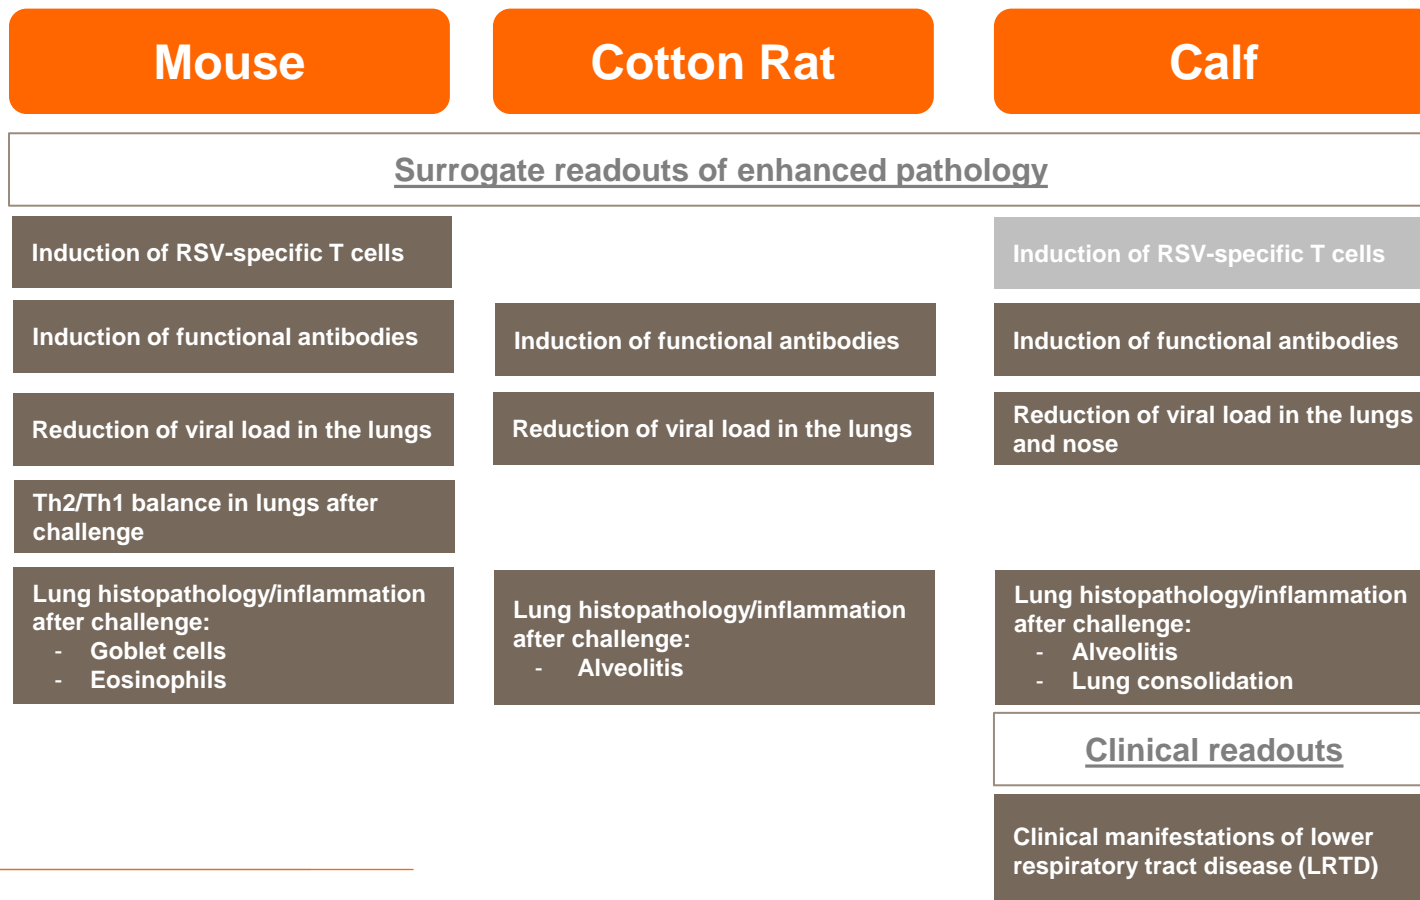 Mouse
Cotton Rat
Calf
Surrogate readouts of enhanced pathology
Induction of RSV-specific T cells
Induction of RSV-specific T cells
Induction of functional antibodies
Induction of functional antibodies
Induction of functional antibodies
Reduction of viral load in the lungs
Reduction of viral load in the lungs
Reduction of viral load in the lungs
and nose
Th2/Th1 balance in lungs after
challenge
Lung histopathology/inflammation
after challenge:
- Goblet cells
- Eosinophils
Lung histopathology/inflammation
after challenge:
- Alveolitis
Lung histopathology/inflammation
after challenge:
- Alveolitis
- Lung consolidation
Clinical readouts
Clinical manifestations of lower
respiratory tract disease (LRTD)